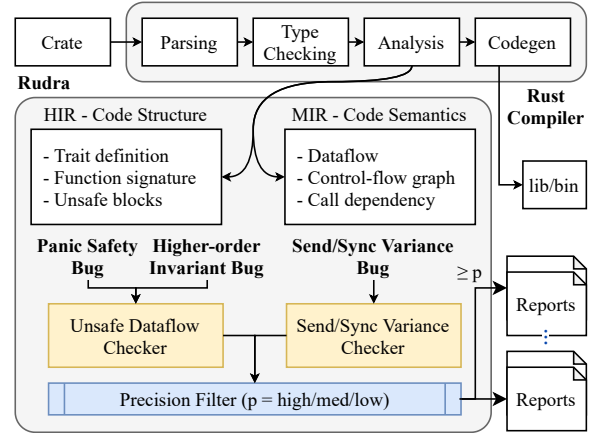 Crate
Parsing
Type
Checking
Analysis
Codegen
Rudra
Rust
Compiler
HIR - Code Structure
- Trait definition
- Function signature
- Unsafe blocks
MIR - Code Semantics
- Dataflow
- Control-flow graph
- Call dependency
lib/bin
Panic Safety
Bug
Higher-order
Invariant Bug
Send/Sync Variance
Bug
≥ p
Unsafe Dataflow
Checker
Send/Sync Variance
Checker
Reports
Precision Filter (p = high/med/low)
Reports